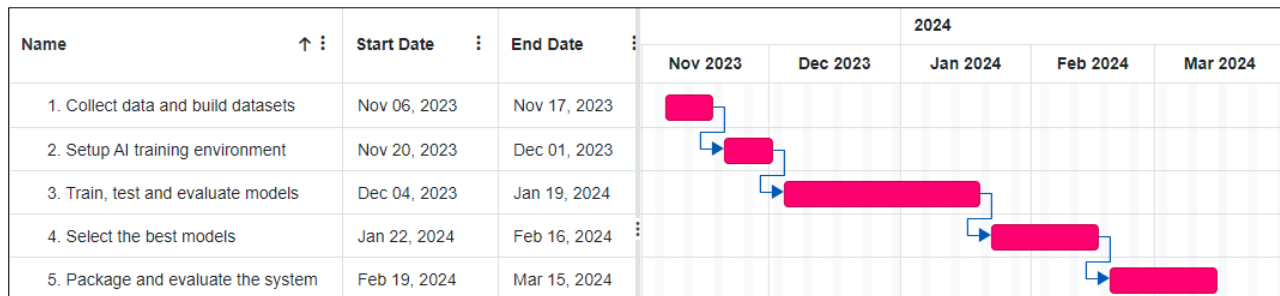 2024
Name Start Date End Date
Nov 2023 Dec 2023 Jan 2024 Feb 2024 Mar 2024
1. Collect data and build datasets Nov 06, 2023 Nov 17, 2023
2. Setup AI training environment Nov 20, 2023 Dec 01, 2023
3. Train, test and evaluate models Dec 04, 2023 Jan 19, 2024
4. Select the best models Jan 22, 2024 Feb 16, 2024
5. Package and evaluate the system Feb 19, 2024 Mar 15, 2024